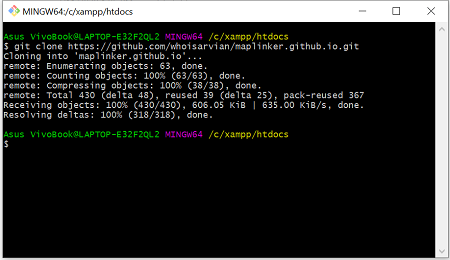 MINGW64:/c/xampp/htdocs
Asus VivoBook@LAPTOP-E32F2QL2 MINGW64 /c/xampp/htdocs
$ git clone https://github.com/whoisarvian/maplinker.github.io.git
Cloning into 'maplinker.github.io'...
remote: Enumerating objects: 63, done.
remote: Counting objects: 100% (63/63), done.
remote: Compressing objects: 100% (38/38), done.
remote: Total 430 (delta 48), reused 39 (delta 25), pack-reused 367
Receiving objects: 100% (430/430), 606.05 KiB | 635.00 KiB/s, done.
Resolving deltas: 100% (318/318), done.
Asus VivoBook@LAPTOP-E32F2QL2 MINGW64 /c/xampp/htdocs
$